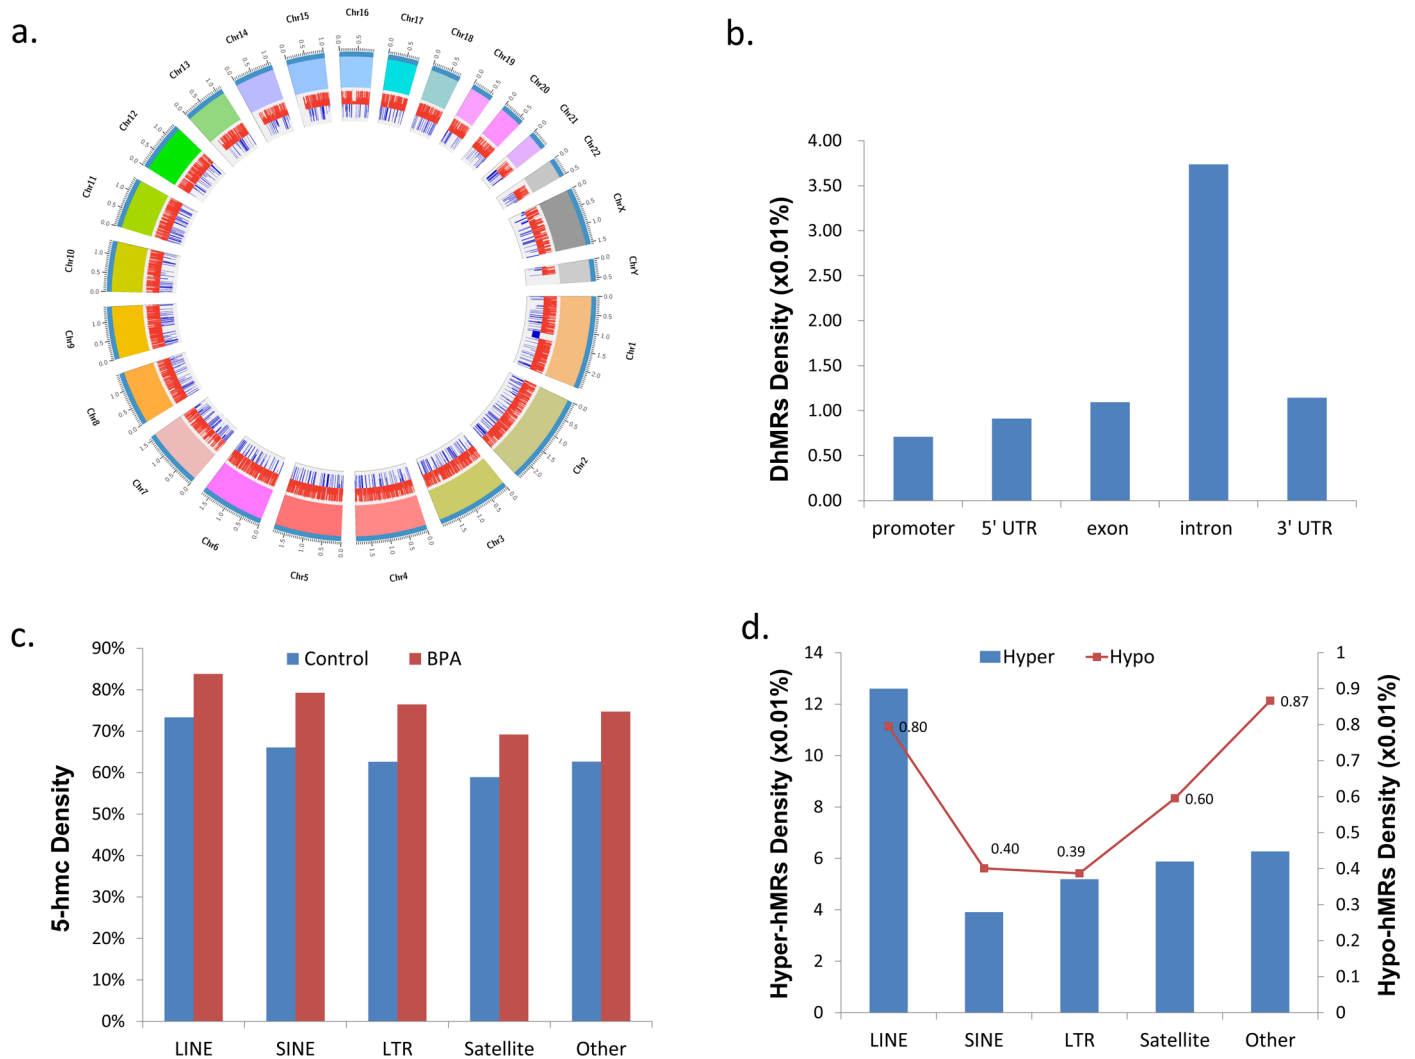 a.
Chr1
Chr2
Chr3
Chr4
Chr5
Chr6
Chr7
Chr8
Chr9
Chr10
Chr11
Chr12
Chr13
Chr14
Chr15
Chr16
Chr17
Chr18
Chr19
Chr20
Chr21
Chr22
ChrX
ChrY
b.
DhMRs Density (x0.01%)
4.00
3.50
3.00
2.50
2.00
1.50
1.00
0.50
0.00
promoter 5' UTR exon intron 3' UTR
c.
5-hmc Density
Control BPA
90%
80%
70%
60%
50%
40%
30%
20%
10%
0%
LINE SINE LTR Satellite Other
d.
Hyper-hMRs Density (x0.01%)
Hyper Hypo
14
12
10
8
6
4
2
0
0.80
0.40
0.39
0.60
0.87
1
0.9
0.8
0.7
0.6
0.5
0.4
0.3
0.2
0.1
0
Hypo-hMRs Density (x0.01%)
LINE SINE LTR Satellite Other